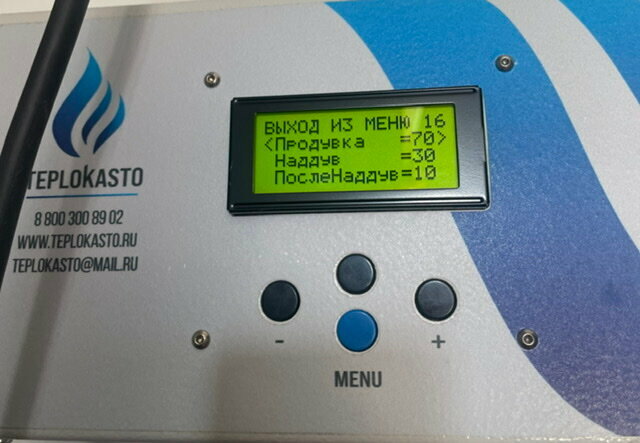 ВЫХОД ИЗ МЕНЮ 16
<Продувка =70>
Наддув =30
ПослеНаддув=10
TEPLOKASTO
8 800 300 89 02
WWW.TEPLOKASTO.RU
TEPLOKASTO@MAIL.RU
- +
MENU